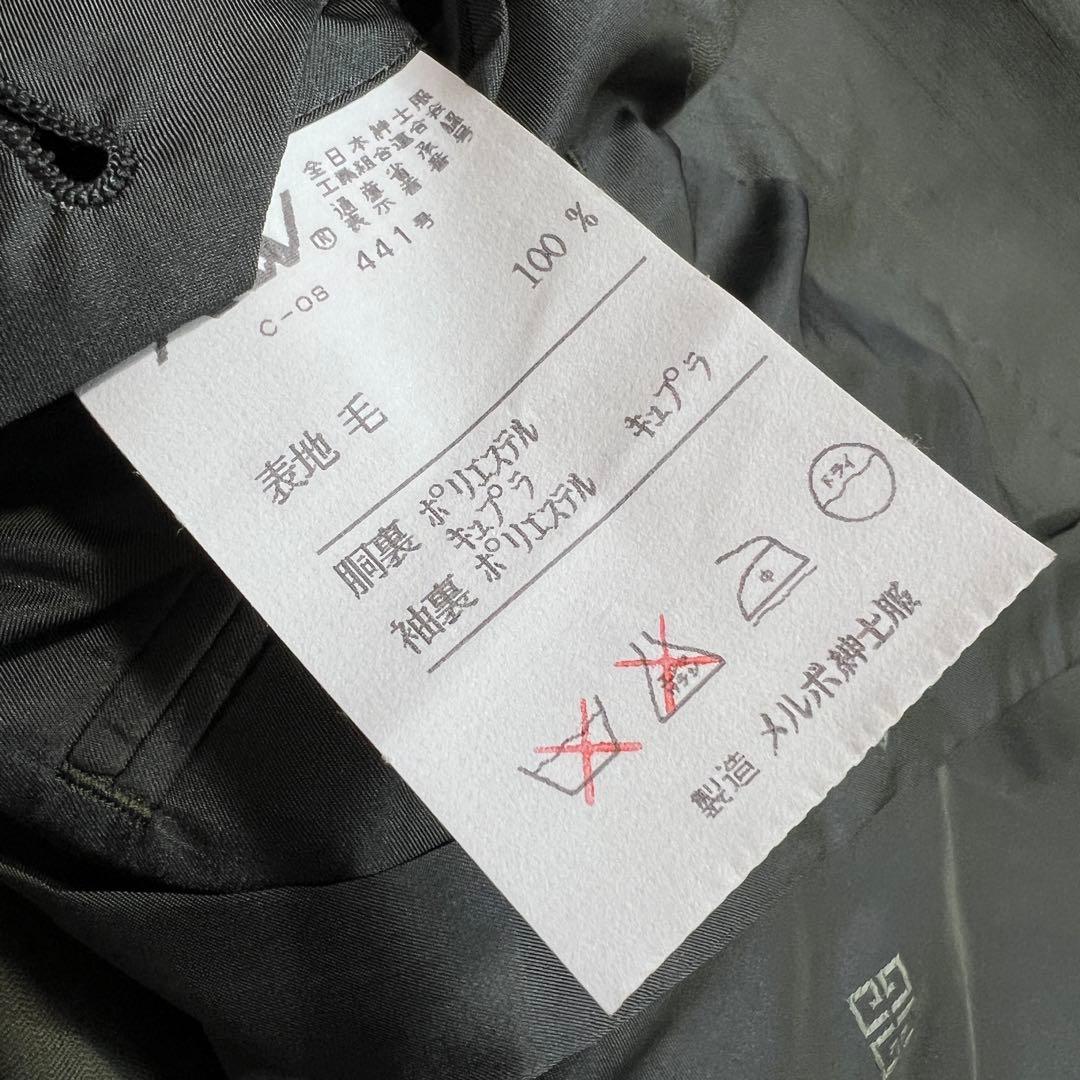 全日本紳士服
工業組合連合会
通産省承認番号
表示者番号
W ®
C-08 441号
表地 毛 100 %
胴裏 ポリエステル
キュプラ
袖裏 ポリエステル キュプラ
ドライ
中
製造 メルボ紳士服